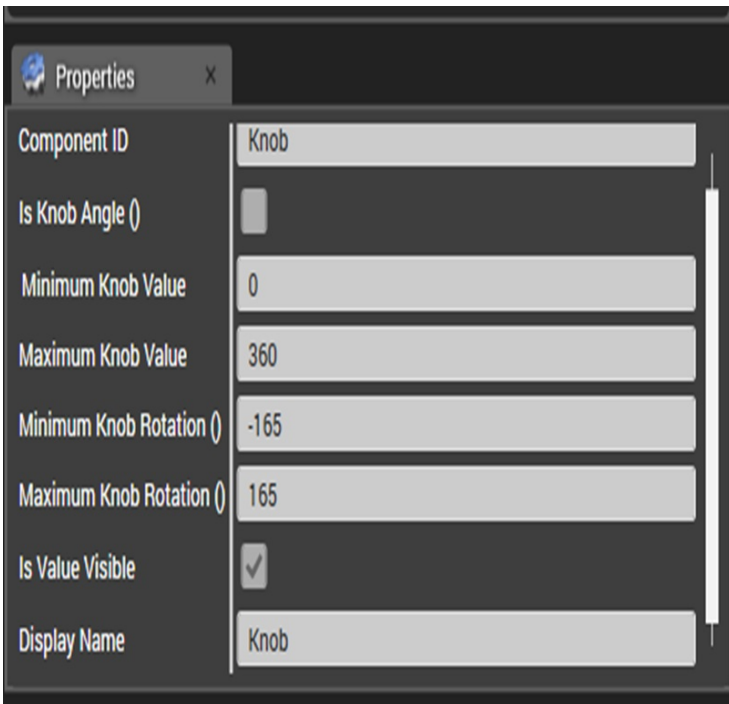 Properties ×
Component ID Knob
Is Knob Angle ()
Minimum Knob Value 0
Maximum Knob Value 360
Minimum Knob Rotation () -165
Maximum Knob Rotation () 165
Is Value Visible
Display Name Knob